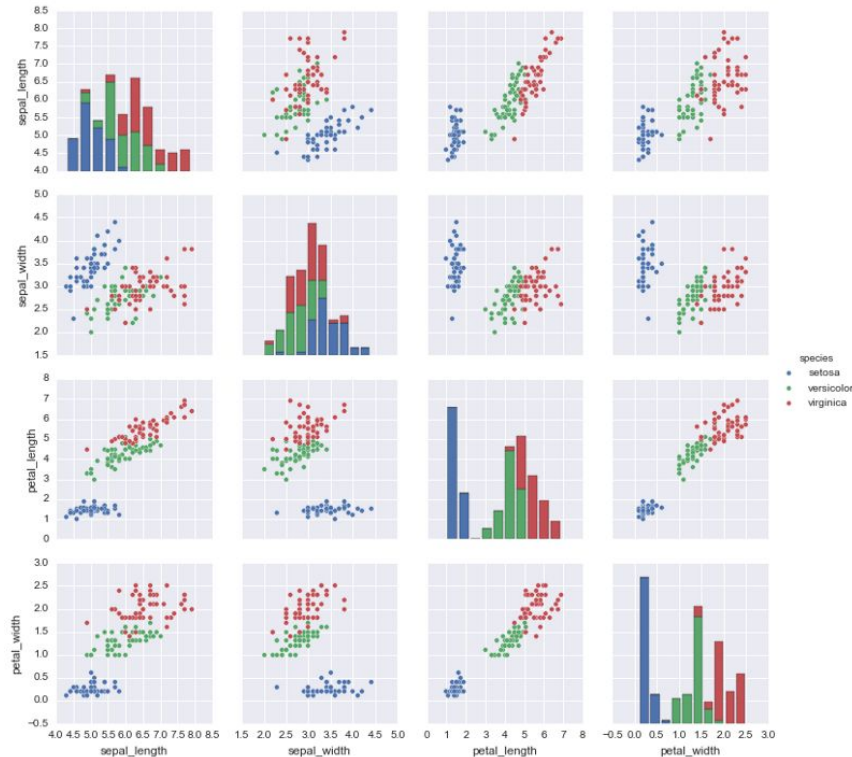 8.5
8.0
7.5
7.0
6.5
6.0
5.5
5.0
4.5
4.0
sepal_length
5.0
4.5
4.0
3.5
3.0
2.5
2.0
1.5
sepal_width
species
setosa
versicolor
virginica
8
7
6
5
4
3
2
1
0
petal_length
3.0
2.5
2.0
1.5
1.0
0.5
0.0
−0.5
petal_width
4.0 4.5 5.0 5.5 6.0 6.5 7.0 7.5 8.0 8.5
sepal_length
1.5 2.0 2.5 3.0 3.5 4.0 4.5 5.0
sepal_width
0 1 2 3 4 5 6 7 8
petal_length
−0.5 0.0 0.5 1.0 1.5 2.0 2.5 3.0
petal_width